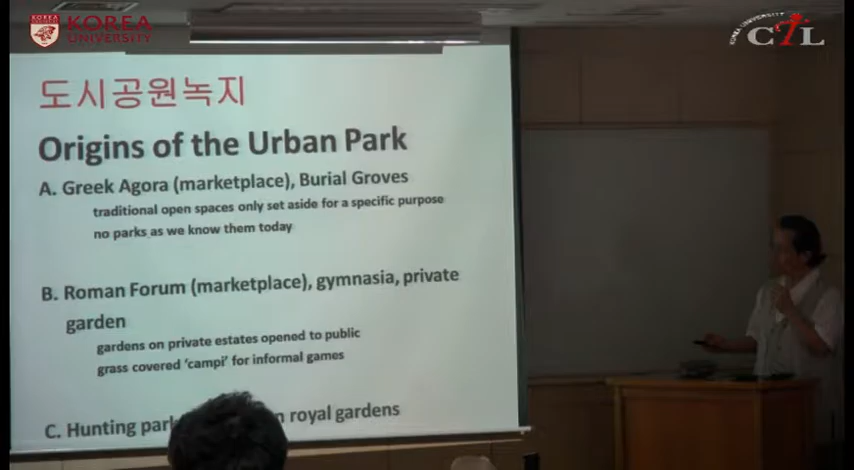 KOREA
UNIVERSITY
KOREA UNIVERSITY
CTL
도시공원녹지
Origins of the Urban Park
A. Greek Agora (marketplace), Burial Groves
traditional open spaces only set aside for a specific purpose
no parks as we know them today
B. Roman Forum (marketplace), gymnasia, private
garden
gardens on private estates opened to public
grass covered 'campi' for informal games
C. Hunting park royal gardens